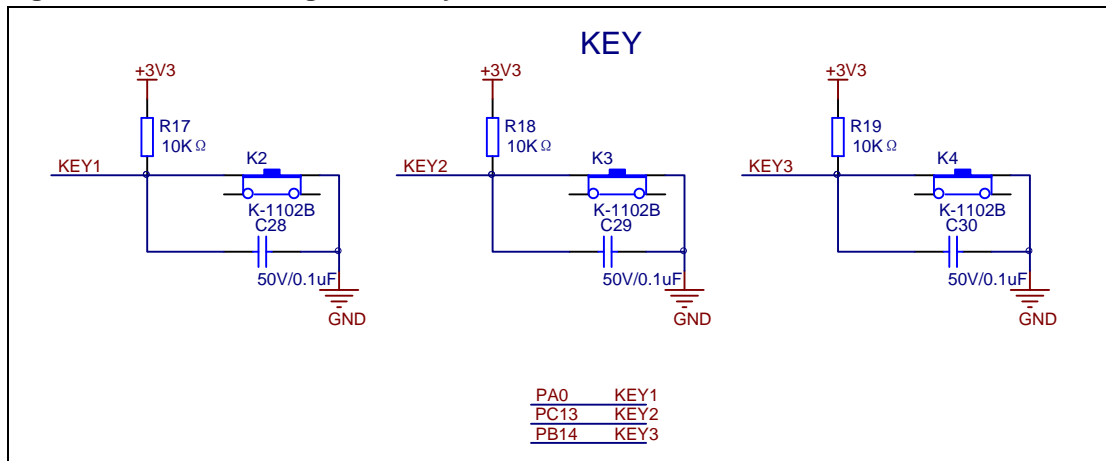 KEY
+3V3
R17
10KΩ
KEY1
K2
K-1102B
C28
50V/0.1uF
GND
+3V3
R18
10KΩ
KEY2
K3
K-1102B
C29
50V/0.1uF
GND
+3V3
R19
10KΩ
KEY3
K4
K-1102B
C30
50V/0.1uF
GND
PA0 KEY1
PC13 KEY2
PB14 KEY3